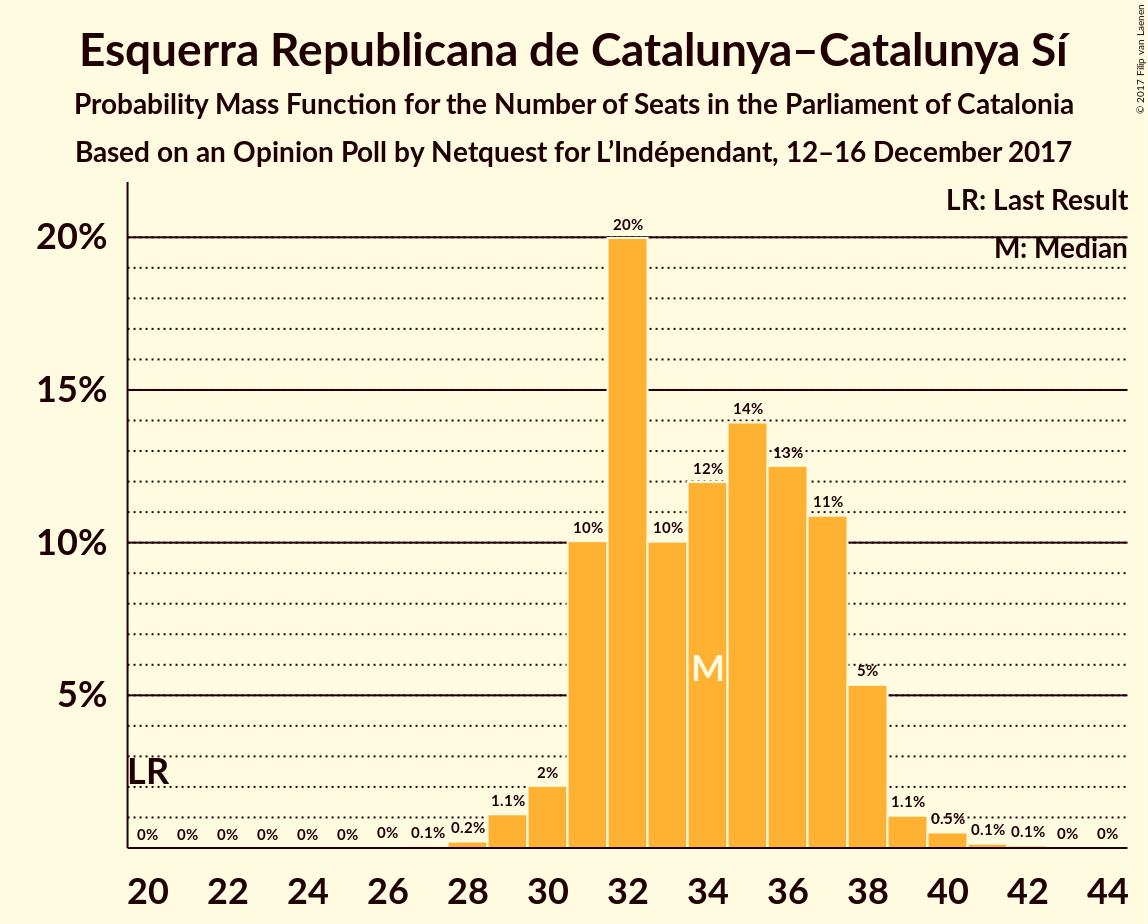 Esquerra Republicana de Catalunya–Catalunya Sí
Probability Mass Function for the Number of Seats in the Parliament of Catalonia
Based on an Opinion Poll by Netquest for L’Indépendant, 12–16 December 2017
© 2017 Filip van Laenen
LR: Last Result
M: Median
20%
15%
10%
5%
LR
M
0% 0% 0% 0% 0% 0% 0% 0.1% 0.2% 1.1% 2% 10% 20% 10% 12% 14% 13% 11% 5% 1.1% 0.5% 0.1% 0.1% 0% 0%
20 22 24 26 28 30 32 34 36 38 40 42 44